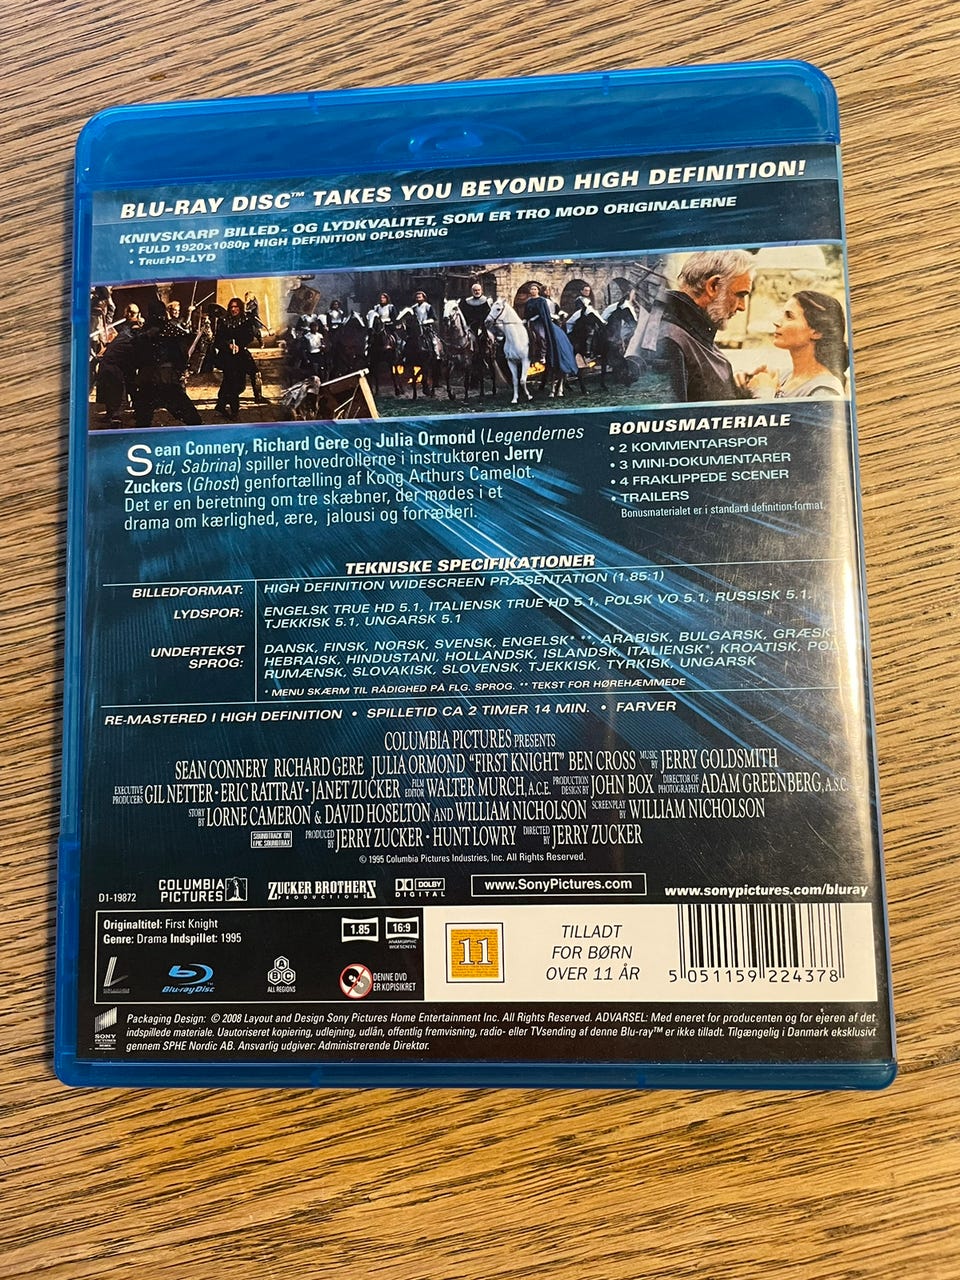 BLU-RAY DISC™ TAKES YOU BEYOND HIGH DEFINITION!
KNIVSKARP BILLED- OG LYDKVALITET, SOM ER TRO MOD ORIGINALERNE
• FULD 1920x1080p HIGH DEFINITION OPLØSNING
• TRUEHD-LYD
Sean Connery, Richard Gere og Julia Ormond (Legendernes
tid, Sabrina) spiller hovedrollerne i instruktøren Jerry
Zuckers (Ghost) genfortælling af Kong Arthurs Camelot.
Det er en beretning om tre skæbner, der mødes i et
drama om kærlighed, ære, jalousi og forræderi.
BONUSMATERIALE
• 2 KOMMENTARSPOR
• 3 MINI-DOKUMENTARER
• 4 FRAKLIPPEDE SCENER
• TRAILERS
Bonusmaterialet er i standard definition-format.
TEKNISKE SPECIFIKATIONER
BILLEDFORMAT: HIGH DEFINITION WIDESCREEN PRÆSENTATION (1.85:1)
LYDSPOR: ENGELSK TRUE HD 5.1, ITALIENSK TRUE HD 5.1, POLSK VO 5.1, RUSSISK 5.1,
TJEKKISK 5.1, UNGARSK 5.1
UNDERTEKST SPROG: DANSK, FINSK, NORSK, SVENSK, ENGELSK* **, ARABISK, BULGARSK, GRÆSK,
HEBRAISK, HINDUSTANI, HOLLANDSK, ISLANDSK, ITALIENSK*, KROATISK,
RUMÆNSK, SLOVAKISK, SLOVENSK, TJEKKISK, TYRKISK, UNGARSK
* MENU SKÆRM TIL RÅDIGHED PÅ FLG. SPROG. ** TEKST FOR HØREHÆMMEDE
RE-MASTERED I HIGH DEFINITION • SPILLETID CA 2 TIMER 14 MIN. • FARVER
COLUMBIA PICTURES PRESENTS
SEAN CONNERY RICHARD GERE JULIA ORMOND "FIRST KNIGHT" BEN CROSS MUSIC BY JERRY GOLDSMITH
EXECUTIVE PRODUCERS GIL NETTER • ERIC RATTRAY • JANET ZUCKER FILM EDITOR WALTER MURCH, A.C.E. PRODUCTION DESIGN BY JOHN BOX DIRECTOR OF PHOTOGRAPHY ADAM GREENBERG, A.S.C.
STORY BY LORNE CAMERON & DAVID HOSELTON AND WILLIAM NICHOLSON SCREENPLAY BY WILLIAM NICHOLSON
SOUNDTRACK ON EPIC SOUNDTRAX PRODUCED BY JERRY ZUCKER • HUNT LOWRY DIRECTED BY JERRY ZUCKER
© 1995 Columbia Pictures Industries, Inc. All Rights Reserved.
D1-19872
COLUMBIA PICTURES
ZUCKER BROTHERS PRODUCTIONS
DOLBY DIGITAL
www.SonyPictures.com
www.sonypictures.com/bluray
Originaltitel: First Knight
Genre: Drama Indspillet: 1995
1.85
16:9
ANAMORPHIC WIDESCREEN
Blu-ray Disc™
A B C
ALL REGIONS
DENNE DVD
ER KOPISIKRET
11
TILLADT
FOR BØRN
OVER 11 ÅR
5 051159 224378
SONY PICTURES
Packaging Design: © 2008 Layout and Design Sony Pictures Home Entertainment Inc. All Rights Reserved. ADVARSEL: Med eneret for producenten og for ejeren af det
indspillede materiale. Uautoriseret kopiering, udlejning, udlån, offentlig fremvisning, radio- eller TVsending af denne Blu-ray™ er ikke tilladt. Tilgængelig i Danmark eksklusivt
gennem SPHE Nordic AB. Ansvarlig udgiver: Administrerende Direktør.